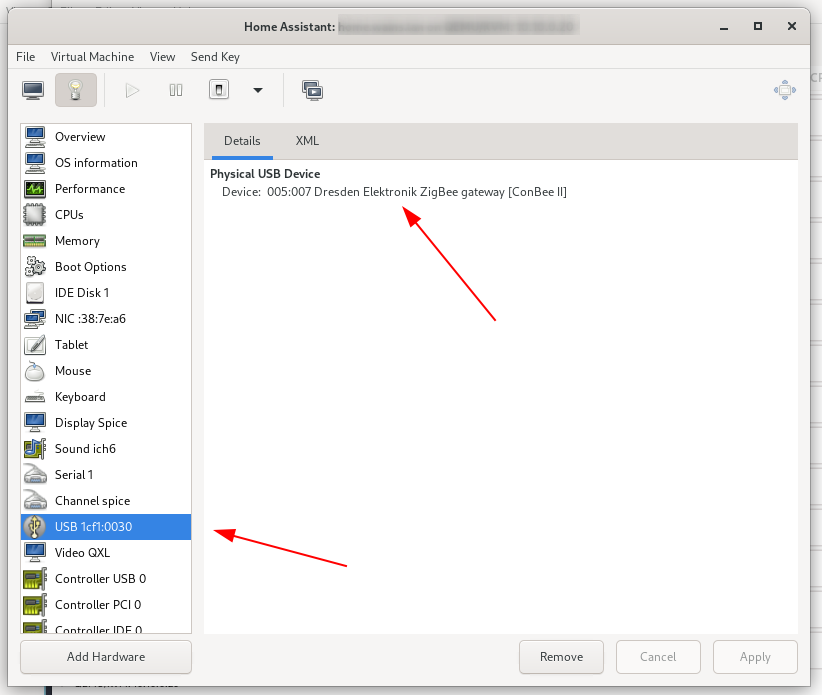 Home Assistant:
File Virtual Machine View Send Key
Overview
OS information
Performance
CPUs
Memory
Boot Options
IDE Disk 1
NIC :38:7e:a6
Tablet
Mouse
Keyboard
Display Spice
Sound ich6
Serial 1
Channel spice
USB 1cf1:0030
Video QXL
Controller USB 0
Controller PCI 0
Controller IDE 0
Add Hardware
Details XML
Physical USB Device
Device: 005:007 Dresden Elektronik ZigBee gateway [ConBee II]
Remove Cancel Apply